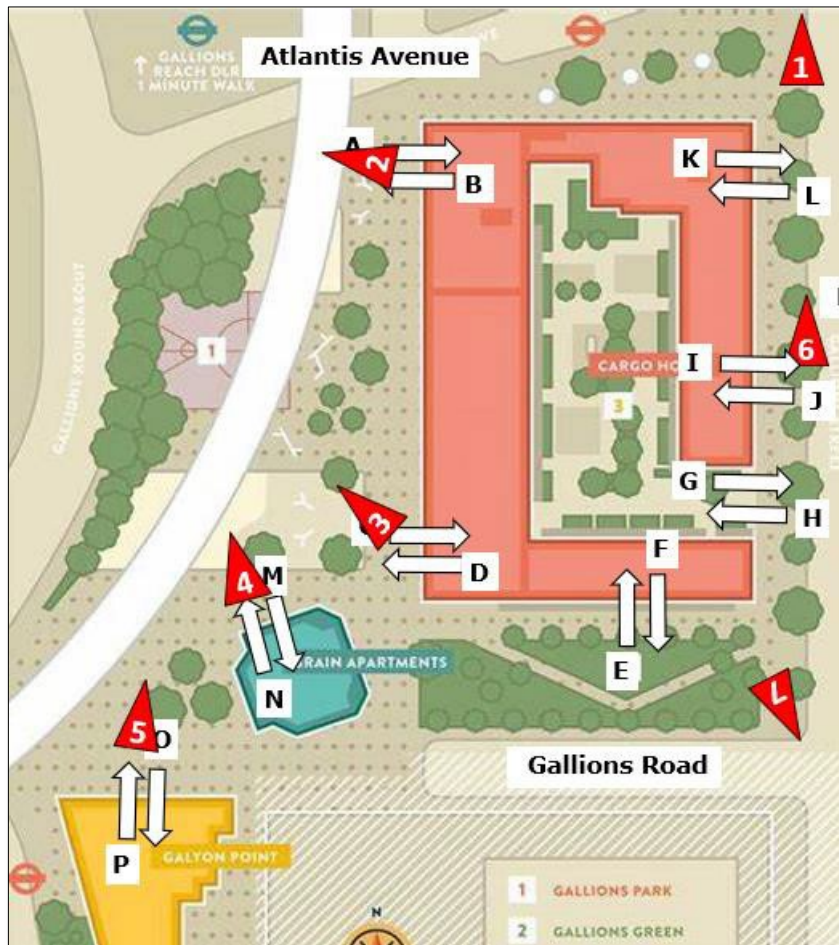 Atlantis Avenue
GALLIONS
REACH DLR
1 MINUTE WALK
1
2
B
K
L
GALLIONS ROUNDABOUT
1
I
6
J
CARGO HO
3
G
H
3
D
F
4
M
GRAIN APARTMENTS
E
N
7
5
O
Gallions Road
P
GALYON POINT
1 GALLIONS PARK
N
2 GALLIONS GREEN